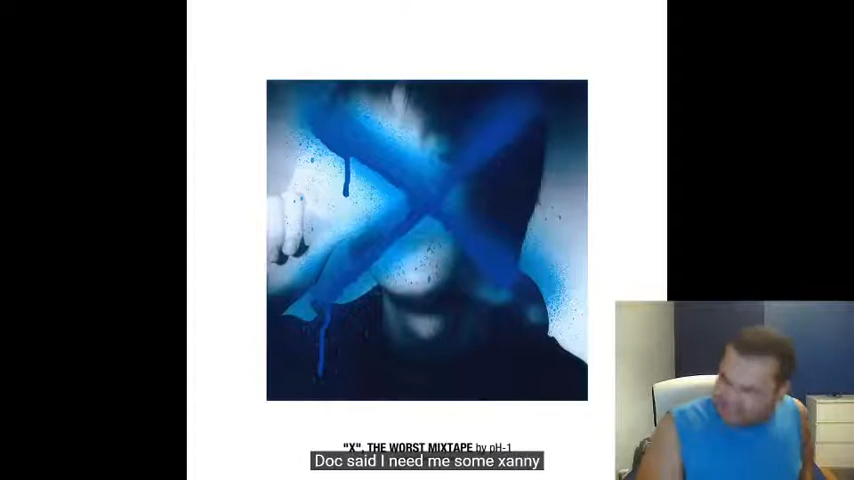 "X", THE WORST MIXTAPE by pH-1
Doc said I need me some xanny